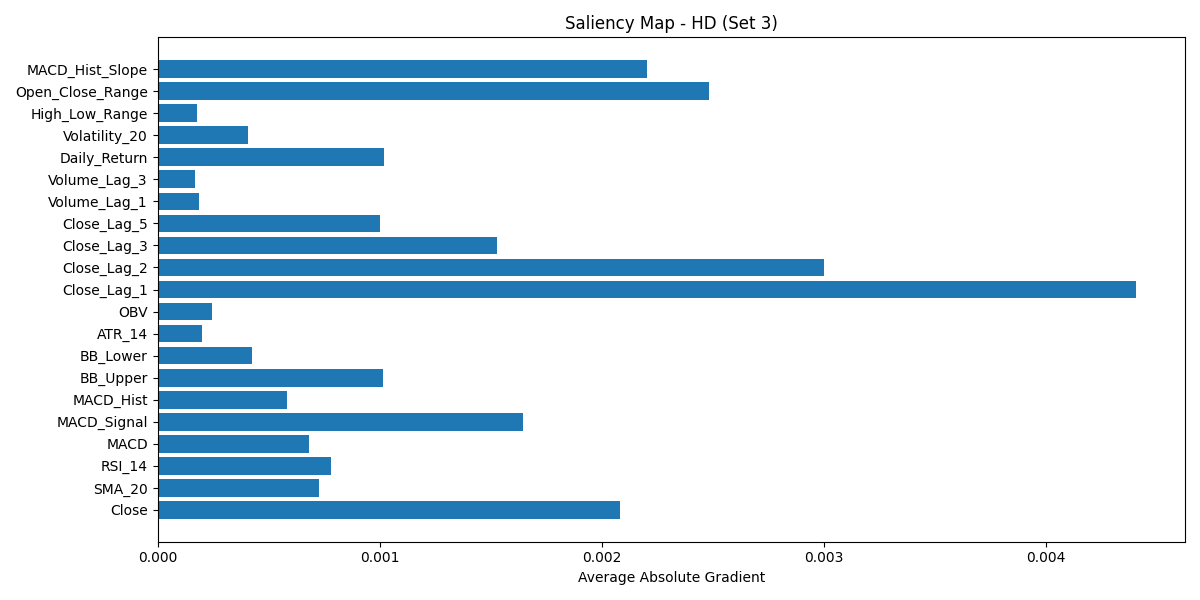 Saliency Map - HD (Set 3)
MACD_Hist_Slope
Open_Close_Range
High_Low_Range
Volatility_20
Daily_Return
Volume_Lag_3
Volume_Lag_1
Close_Lag_5
Close_Lag_3
Close_Lag_2
Close_Lag_1
OBV
ATR_14
BB_Lower
BB_Upper
MACD_Hist
MACD_Signal
MACD
RSI_14
SMA_20
Close
0.000 0.001 0.002 0.003 0.004
Average Absolute Gradient